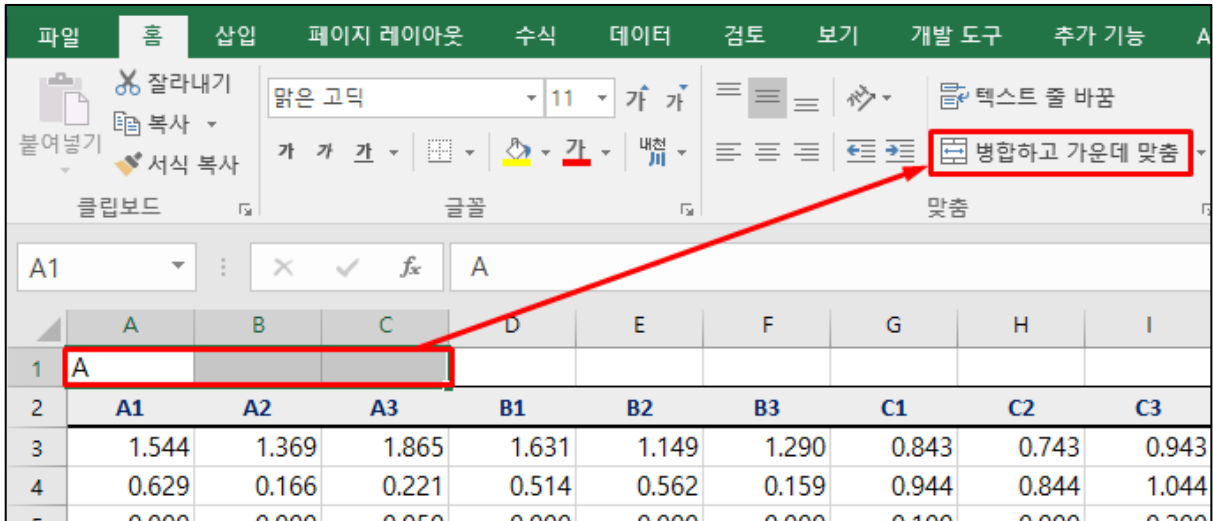 파일 홈 삽입 페이지 레이아웃 수식 데이터 검토 보기 개발 도구 추가 기능 A
잘라내기
복사
서식 복사
붙여넣기
클립보드
맑은 고딕 11 가 가
가 가 가 가 내천 川
글꼴
텍스트 줄 바꿈
병합하고 가운데 맞춤
맞춤
A1 fx A
A B C D E F G H I
1 A
2 A1 A2 A3 B1 B2 B3 C1 C2 C3
3 1.544 1.369 1.865 1.631 1.149 1.290 0.843 0.743 0.943
4 0.629 0.166 0.221 0.514 0.562 0.159 0.944 0.844 1.044